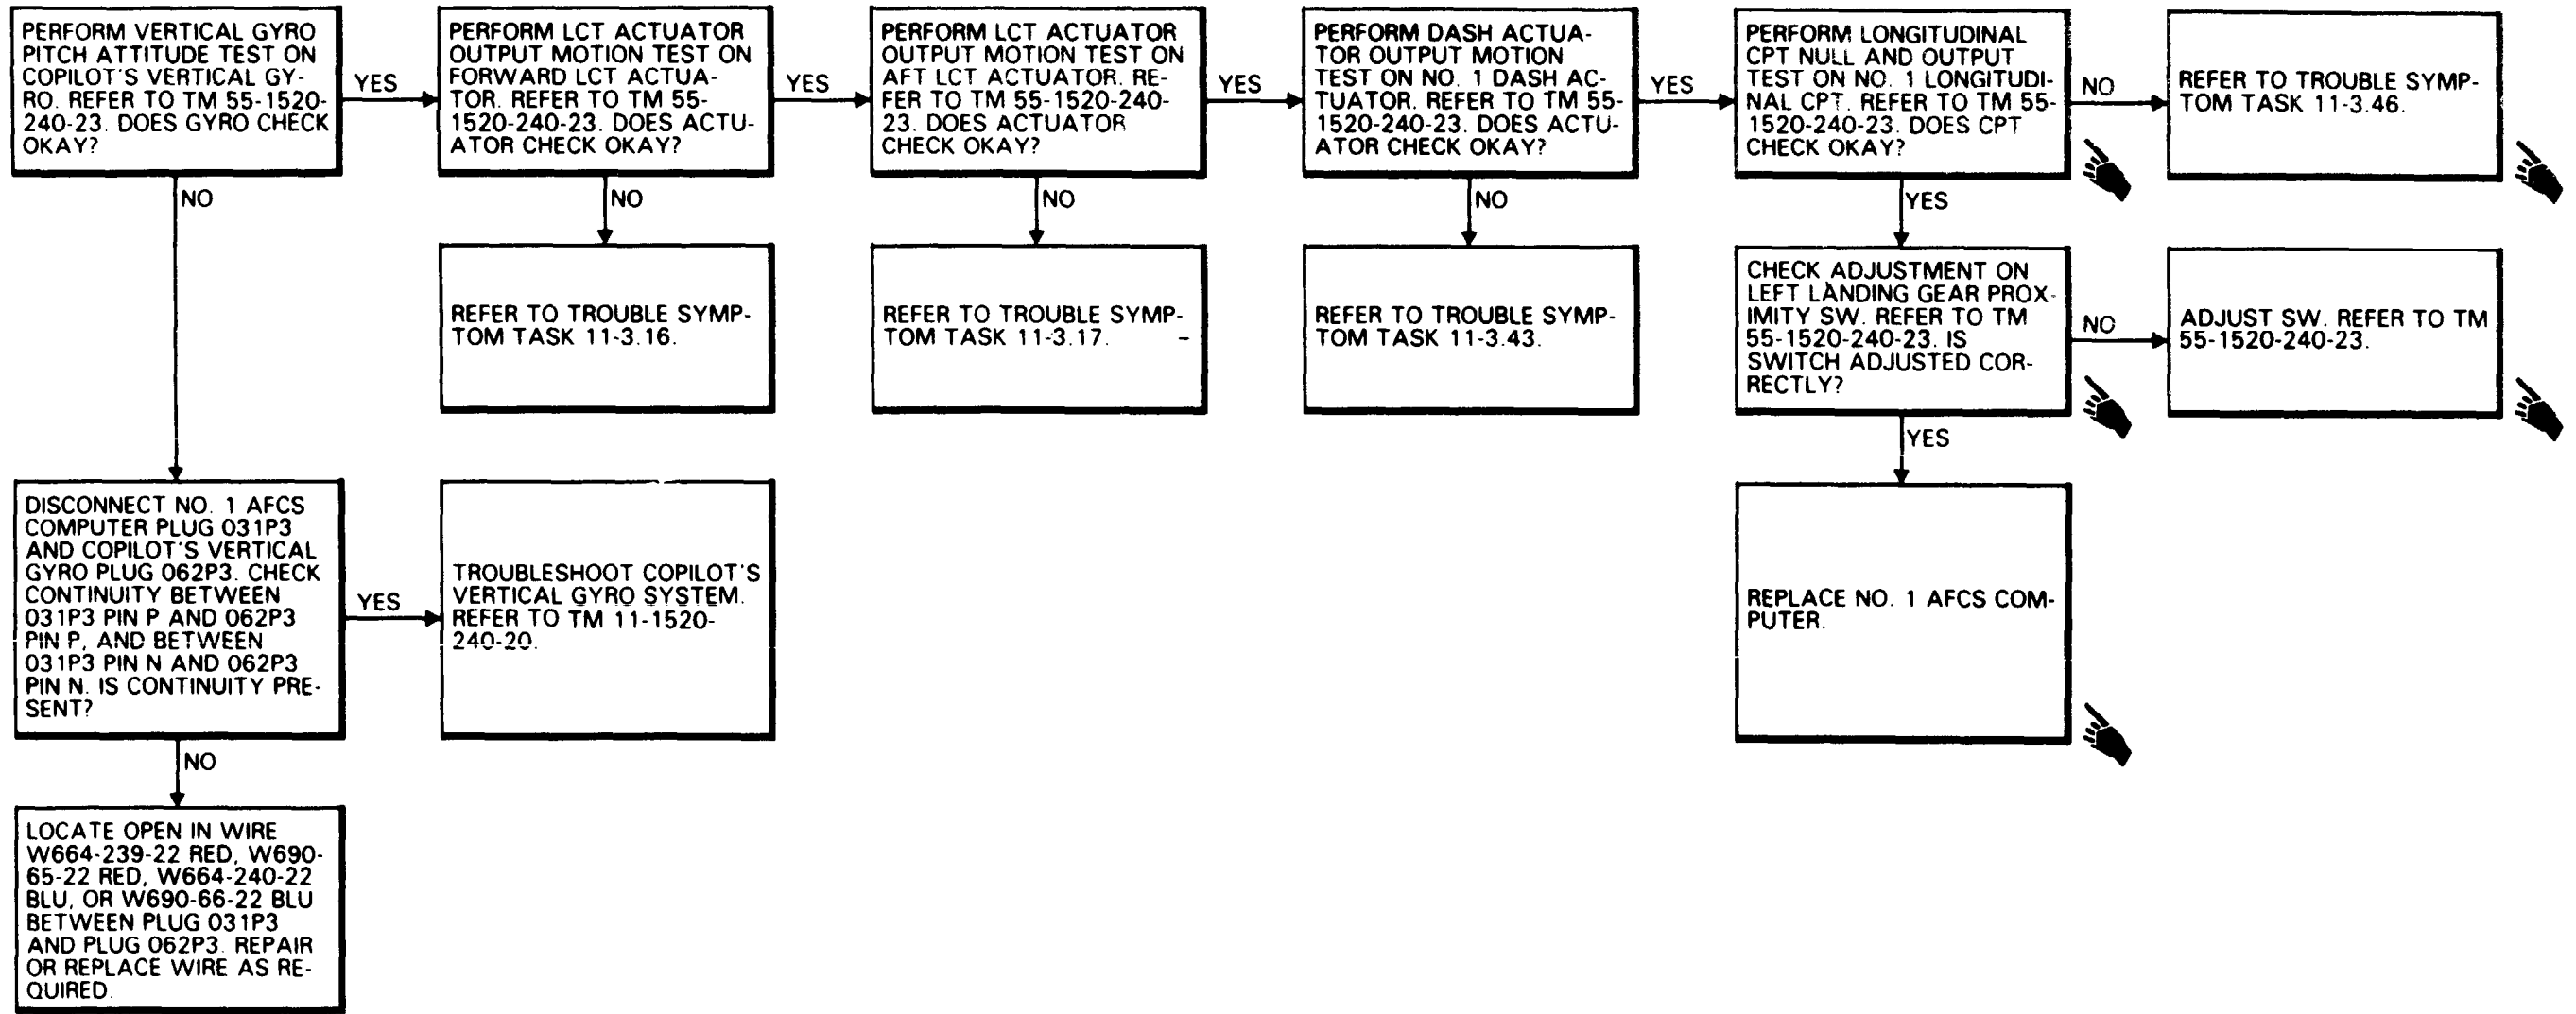 PERFORM VERTICAL GYRO
PITCH ATTITUDE TEST ON
COPILOT'S VERTICAL GY-
RO. REFER TO TM 55-1520-
240-23. DOES GYRO CHECK
OKAY?
YES
NO
PERFORM LCT ACTUATOR
OUTPUT MOTION TEST ON
FORWARD LCT ACTUA-
TOR. REFER TO TM 55-
1520-240-23. DOES ACTU-
ATOR CHECK OKAY?
YES
NO
PERFORM LCT ACTUATOR
OUTPUT MOTION TEST ON
AFT LCT ACTUATOR. RE-
FER TO TM 55-1520-240-
23. DOES ACTUATOR
CHECK OKAY?
YES
NO
PERFORM DASH ACTUA-
TOR OUTPUT MOTION
TEST ON NO. 1 DASH AC-
TUATOR. REFER TO TM 55-
1520-240-23. DOES ACTU-
ATOR CHECK OKAY?
YES
NO
PERFORM LONGITUDINAL
CPT NULL AND OUTPUT
TEST ON NO. 1 LONGITUDI-
NAL CPT. REFER TO TM 55-
1520-240-23. DOES CPT
CHECK OKAY?
NO
YES
REFER TO TROUBLE SYMP-
TOM TASK 11-3.46.
REFER TO TROUBLE SYMP-
TOM TASK 11-3.16.
REFER TO TROUBLE SYMP-
TOM TASK 11-3.17.
REFER TO TROUBLE SYMP-
TOM TASK 11-3.43.
CHECK ADJUSTMENT ON
LEFT LANDING GEAR PROX-
IMITY SW. REFER TO TM
55-1520-240-23. IS
SWITCH ADJUSTED COR-
RECTLY?
NO
YES
ADJUST SW. REFER TO TM
55-1520-240-23.
DISCONNECT NO. 1 AFCS
COMPUTER PLUG 031P3
AND COPILOT'S VERTICAL
GYRO PLUG 062P3. CHECK
CONTINUITY BETWEEN
031P3 PIN P AND 062P3
PIN P, AND BETWEEN
031P3 PIN N AND 062P3
PIN N. IS CONTINUITY PRE-
SENT?
YES
NO
TROUBLESHOOT COPILOT'S
VERTICAL GYRO SYSTEM.
REFER TO TM 11-1520-
240-20.
REPLACE NO. 1 AFCS COM-
PUTER.
LOCATE OPEN IN WIRE
W664-239-22 RED, W690-
65-22 RED, W664-240-22
BLU, OR W690-66-22 BLU
BETWEEN PLUG 031P3
AND PLUG 062P3. REPAIR
OR REPLACE WIRE AS RE-
QUIRED.